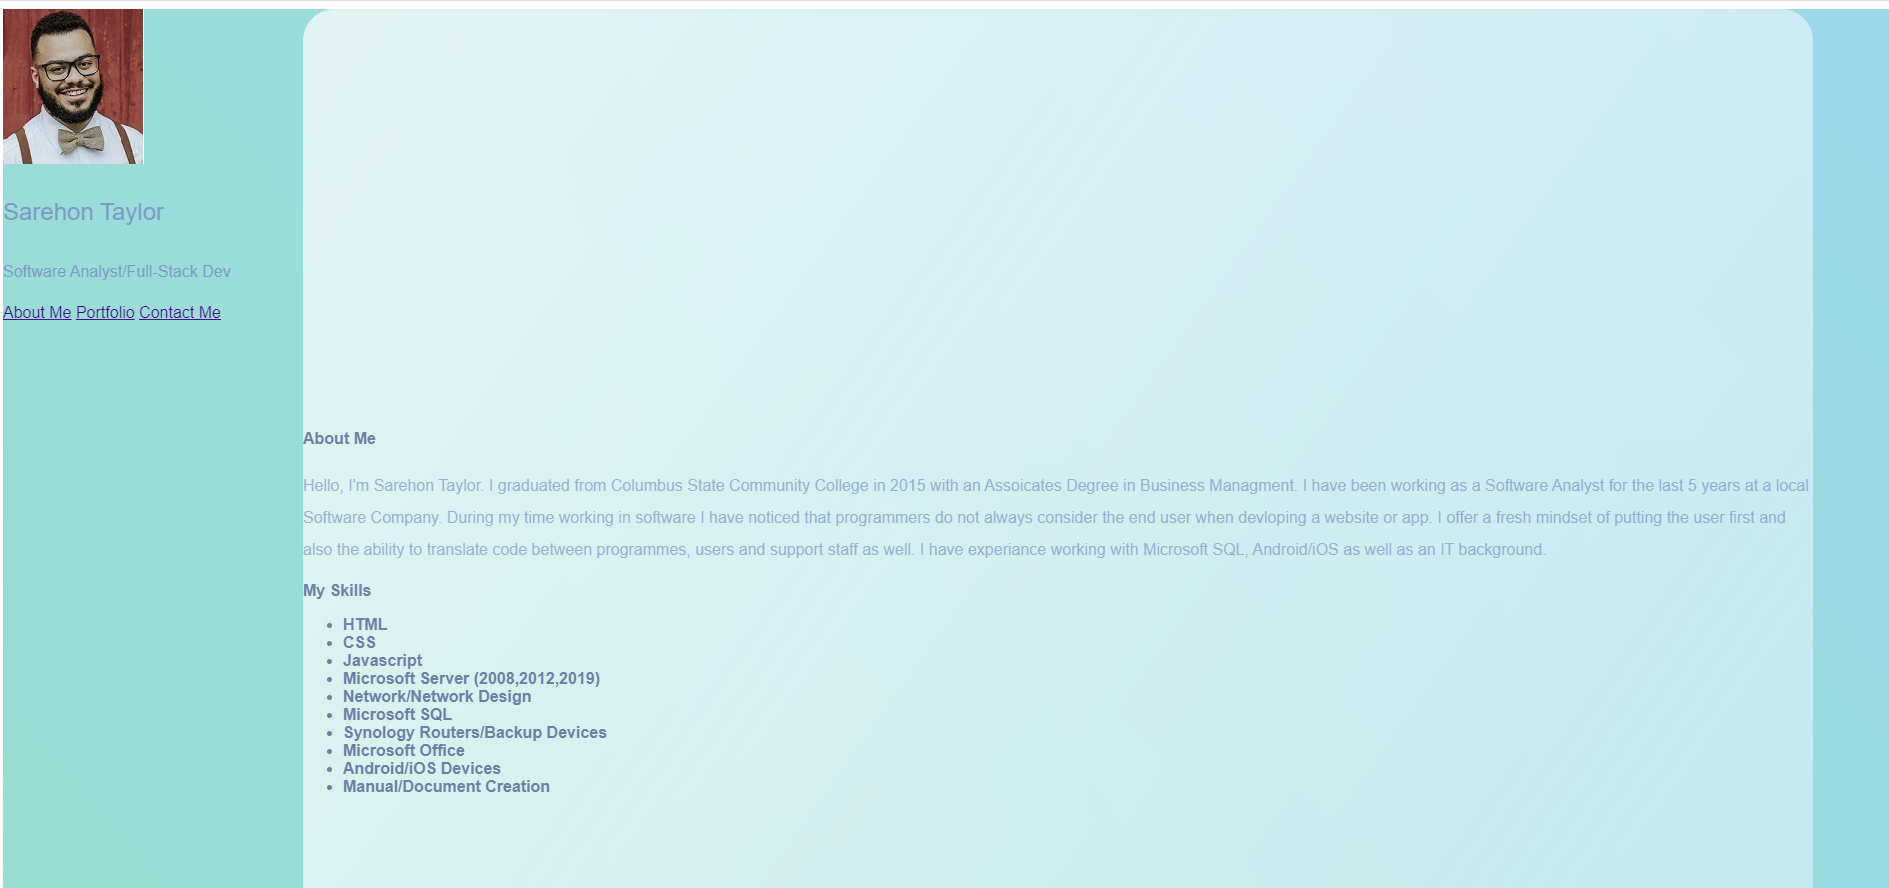 Sarehon Taylor
Software Analyst/Full-Stack Dev
About Me Portfolio Contact Me
About Me
Hello, I'm Sarehon Taylor. I graduated from Columbus State Community College in 2015 with an Assoicates Degree in Business Managment. I have been working as a Software Analyst for the last 5 years at a local
Software Company. During my time working in software I have noticed that programmers do not always consider the end user when devloping a website or app. I offer a fresh mindset of putting the user first and
also the ability to translate code between programmes, users and support staff as well. I have experiance working with Microsoft SQL, Android/iOS as well as an IT background.
My Skills
• HTML
• CSS
• Javascript
• Microsoft Server (2008,2012,2019)
• Network/Network Design
• Microsoft SQL
• Synology Routers/Backup Devices
• Microsoft Office
• Android/iOS Devices
• Manual/Document Creation